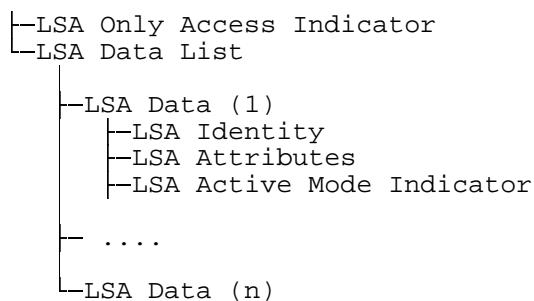 LSA Only Access Indicator
LSA Data List
LSA Data (1)
LSA Identity
LSA Attributes
LSA Active Mode Indicator
....
LSA Data (n)